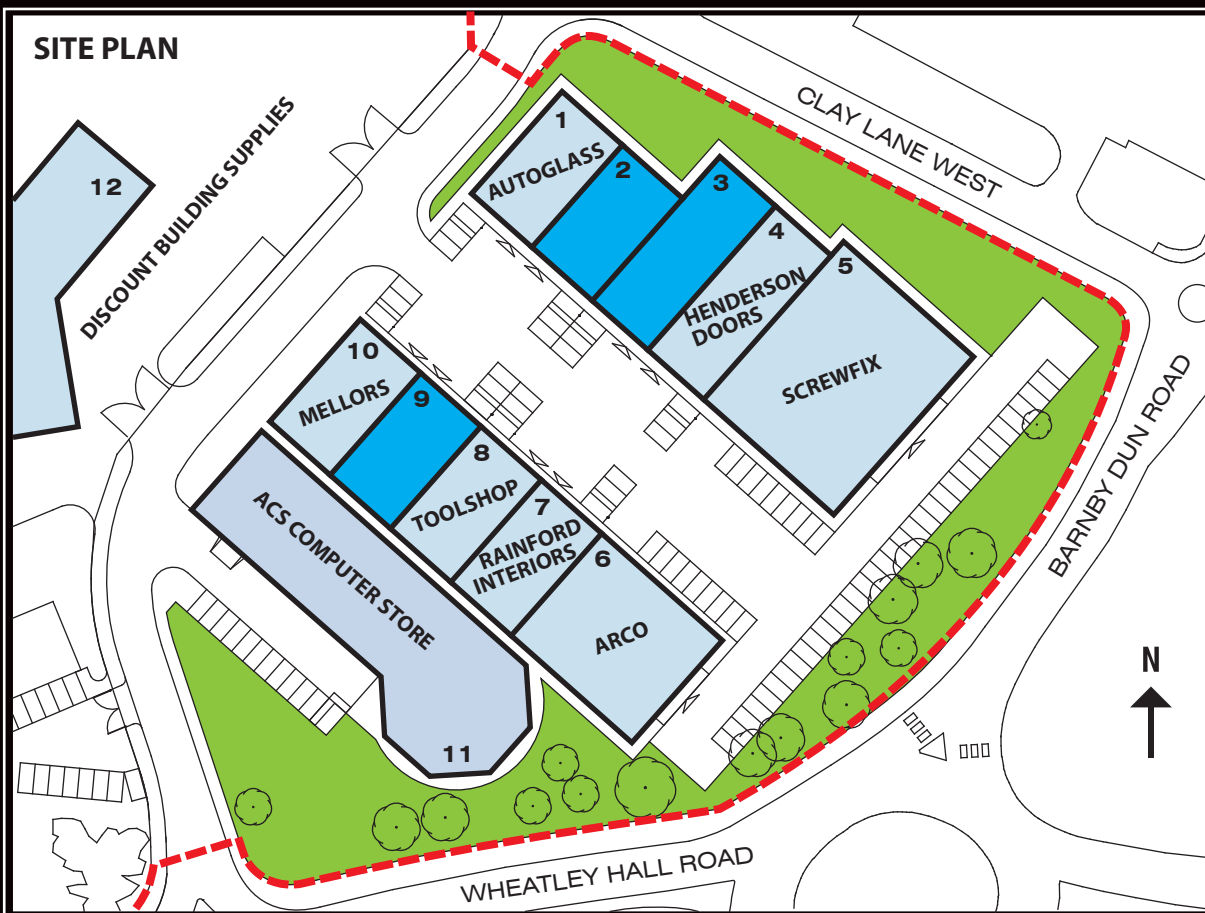 SITE PLAN
CLAY LANE WEST
12
DISCOUNT BUILDING SUPPLIES
1
AUTOGLASS
2
3
4
HENDERSON
DOORS
5
SCREWFIX
10
MELLORS
9
8
TOOLSHOP
7
RAINFORD
INTERIORS
6
ARCO
ACS COMPUTER STORE
11
BARNBY DUN ROAD
N
WHEATLEY HALL ROAD